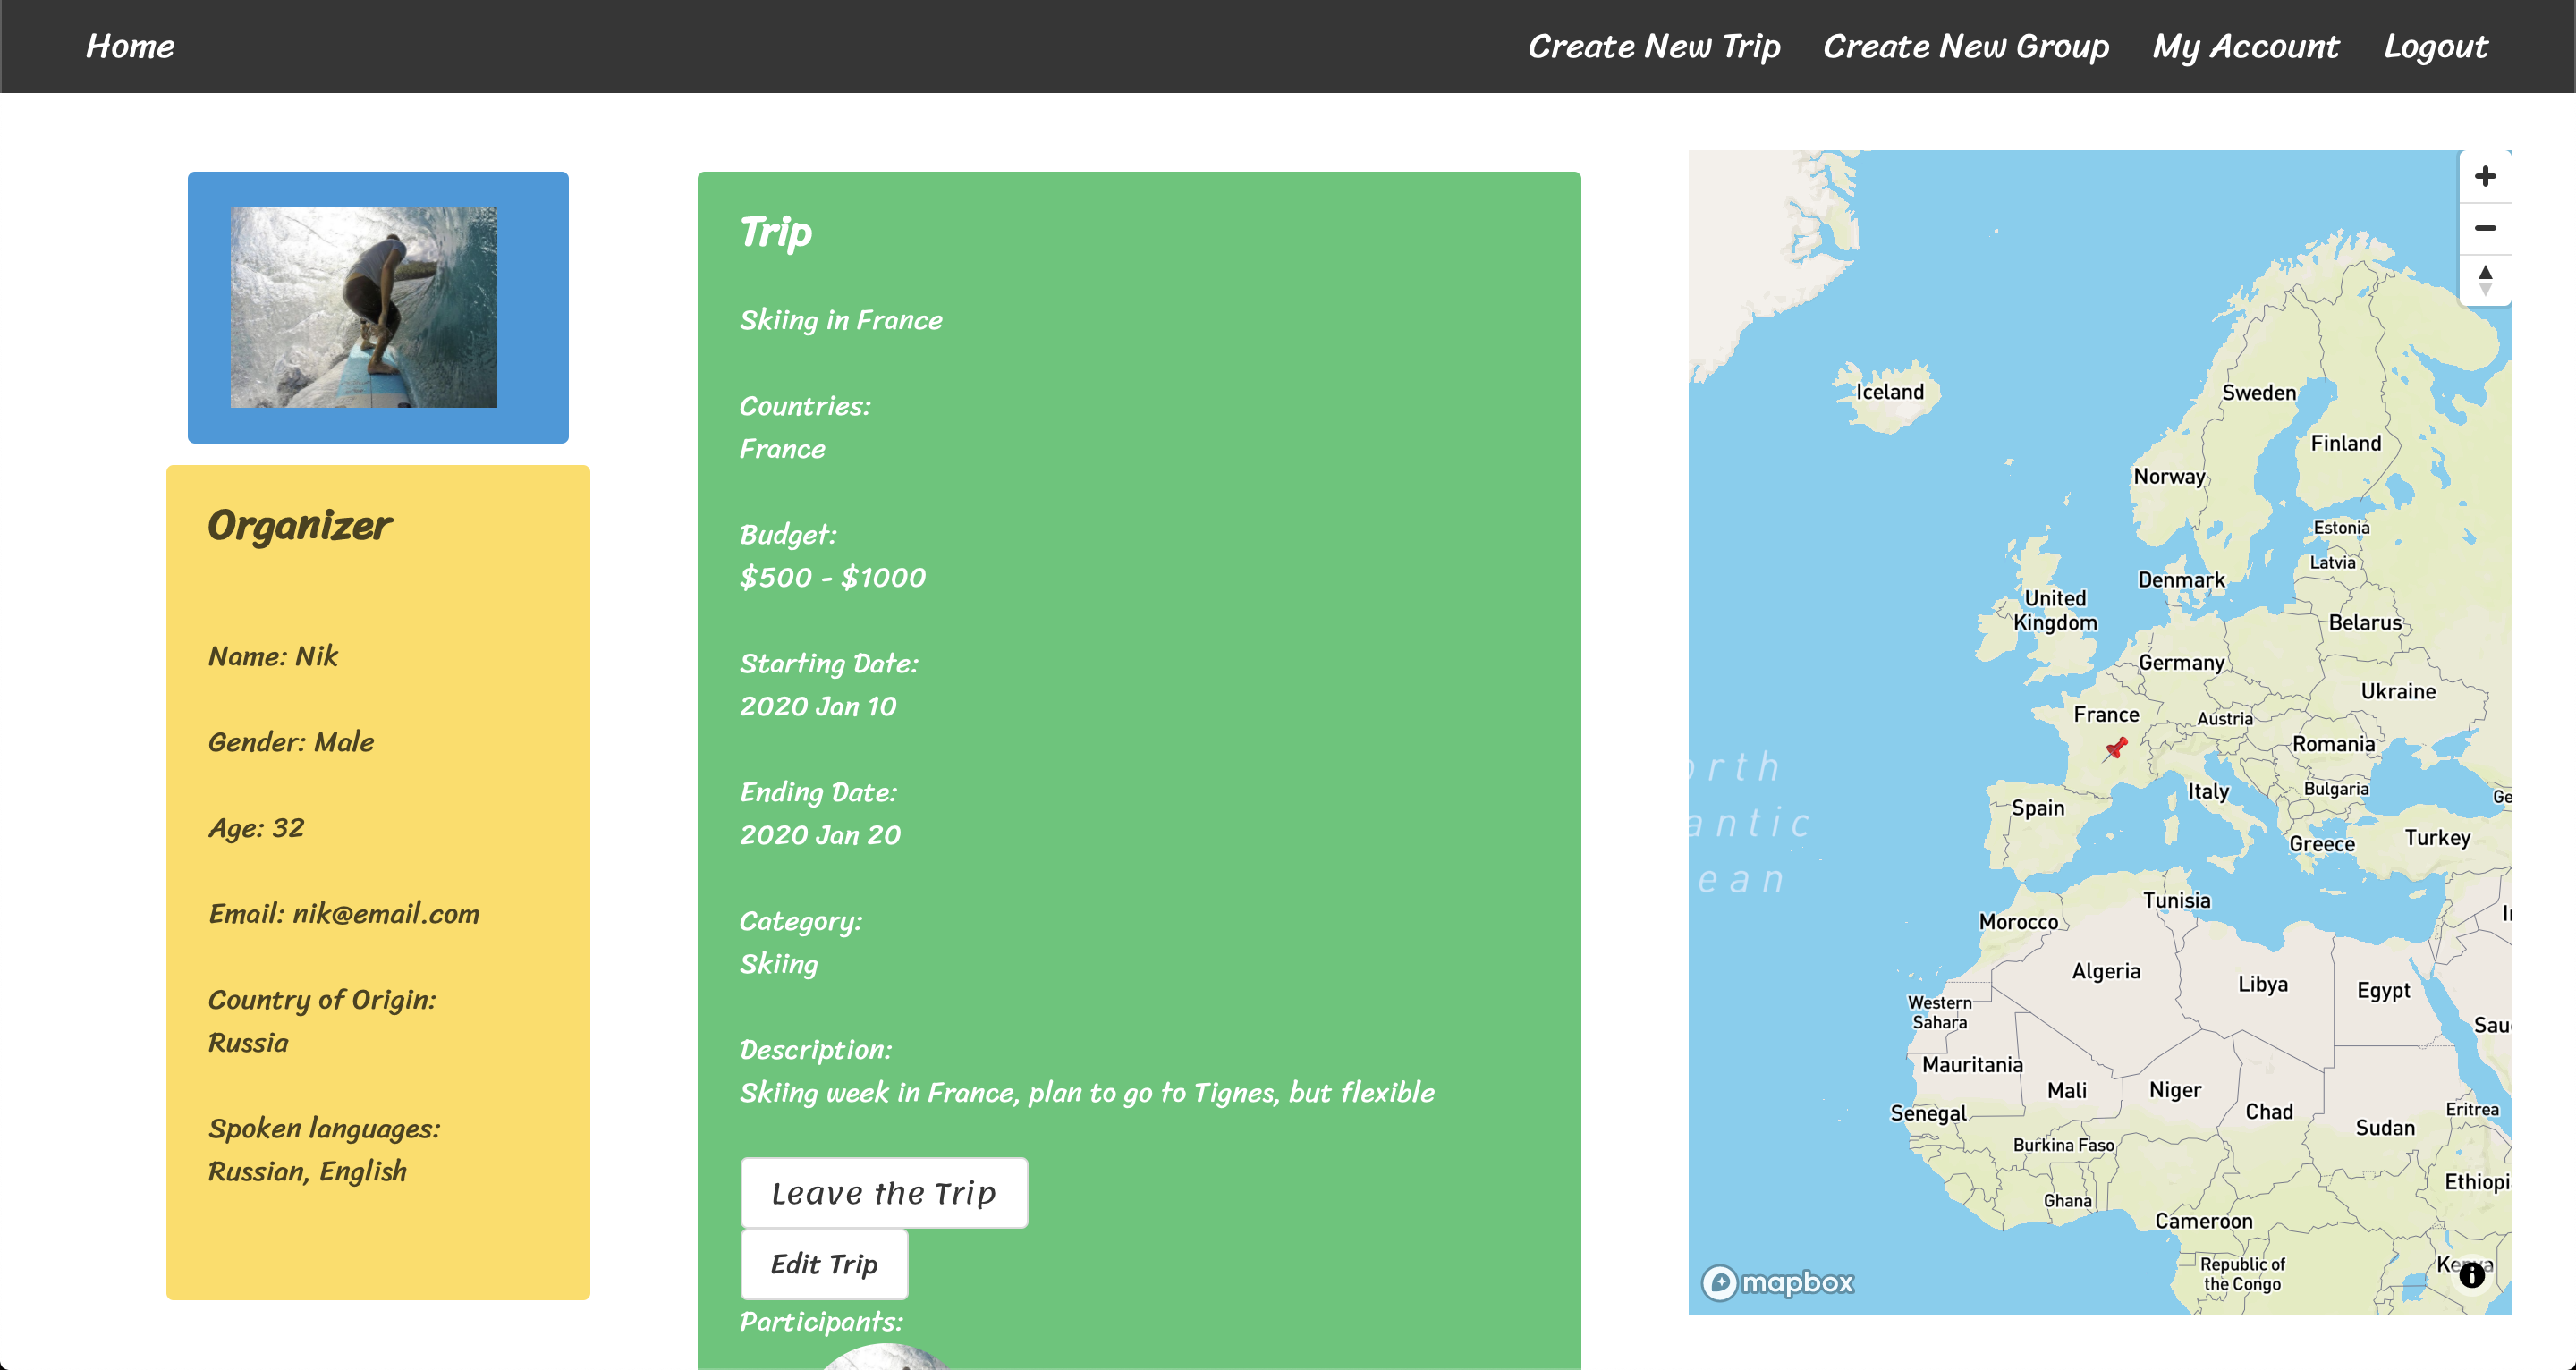 Home
Create New Trip
Create New Group
My Account
Logout
Organizer
Name: Nik
Gender: Male
Age: 32
Email: nik@email.com
Country of Origin:
Russia
Spoken languages:
Russian, English
Trip
Skiing in France
Countries:
France
Budget:
$500 - $1000
Starting Date:
2020 Jan 10
Ending Date:
2020 Jan 20
Category:
Skiing
Description:
Skiing week in France, plan to go to Tignes, but flexible
Leave the Trip
Edit Trip
Participants:
Iceland
Sweden
Finland
Norway
Estonia
Latvia
Denmark
United
Kingdom
Belarus
Germany
Ukraine
France
Austria
Romania
orth
antic
ean
Italy
Bulgaria
Ge
Spain
Greece
Turkey
Tunisia
Morocco
Algeria
Libya
Egypt
Western
Sahara
Sau
Mauritania
Mali
Niger
Chad
Eritrea
Senegal
Sudan
Burkina Faso
Ethiopi
Ghana
Cameroon
Republic of
the Congo
Kenya
mapbox